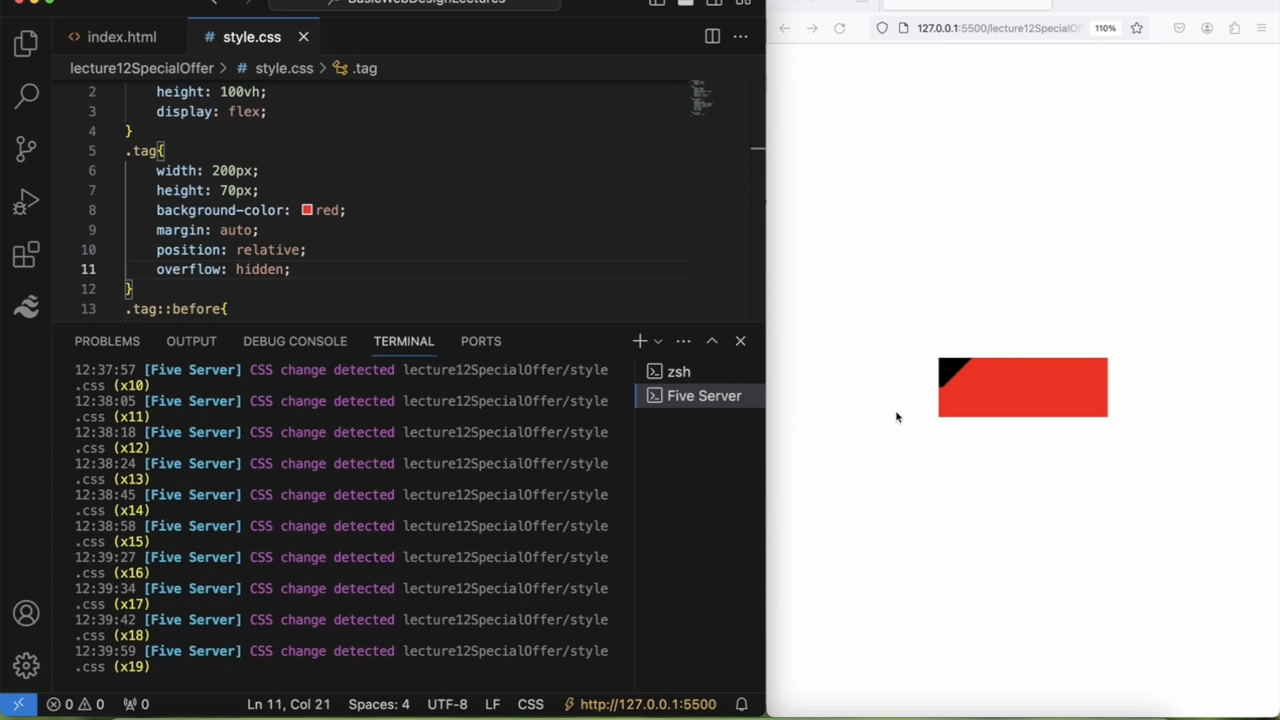 BasicWebDesignLectures
index.html
# style.css
127.0.0.1:5500/lecture12SpecialOf
110%
lecture12SpecialOffer > # style.css > .tag
2 height: 100vh;
3 display: flex;
4 }
5 .tag{
6 width: 200px;
7 height: 70px;
8 background-color: red;
9 margin: auto;
10 position: relative;
11 overflow: hidden;
12 }
13 .tag::before{
PROBLEMS OUTPUT DEBUG CONSOLE TERMINAL PORTS
12:37:57 [Five Server] CSS change detected lecture12SpecialOffer/style
.css (x10)
12:38:05 [Five Server] CSS change detected lecture12SpecialOffer/style
.css (x11)
12:38:18 [Five Server] CSS change detected lecture12SpecialOffer/style
.css (x12)
12:38:24 [Five Server] CSS change detected lecture12SpecialOffer/style
.css (x13)
12:38:45 [Five Server] CSS change detected lecture12SpecialOffer/style
.css (x14)
12:38:58 [Five Server] CSS change detected lecture12SpecialOffer/style
.css (x15)
12:39:27 [Five Server] CSS change detected lecture12SpecialOffer/style
.css (x16)
12:39:34 [Five Server] CSS change detected lecture12SpecialOffer/style
.css (x17)
12:39:42 [Five Server] CSS change detected lecture12SpecialOffer/style
.css (x18)
12:39:59 [Five Server] CSS change detected lecture12SpecialOffer/style
.css (x19)
zsh
Five Server
0 0 0 Ln 11, Col 21 Spaces: 4 UTF-8 LF CSS http://127.0.0.1:5500